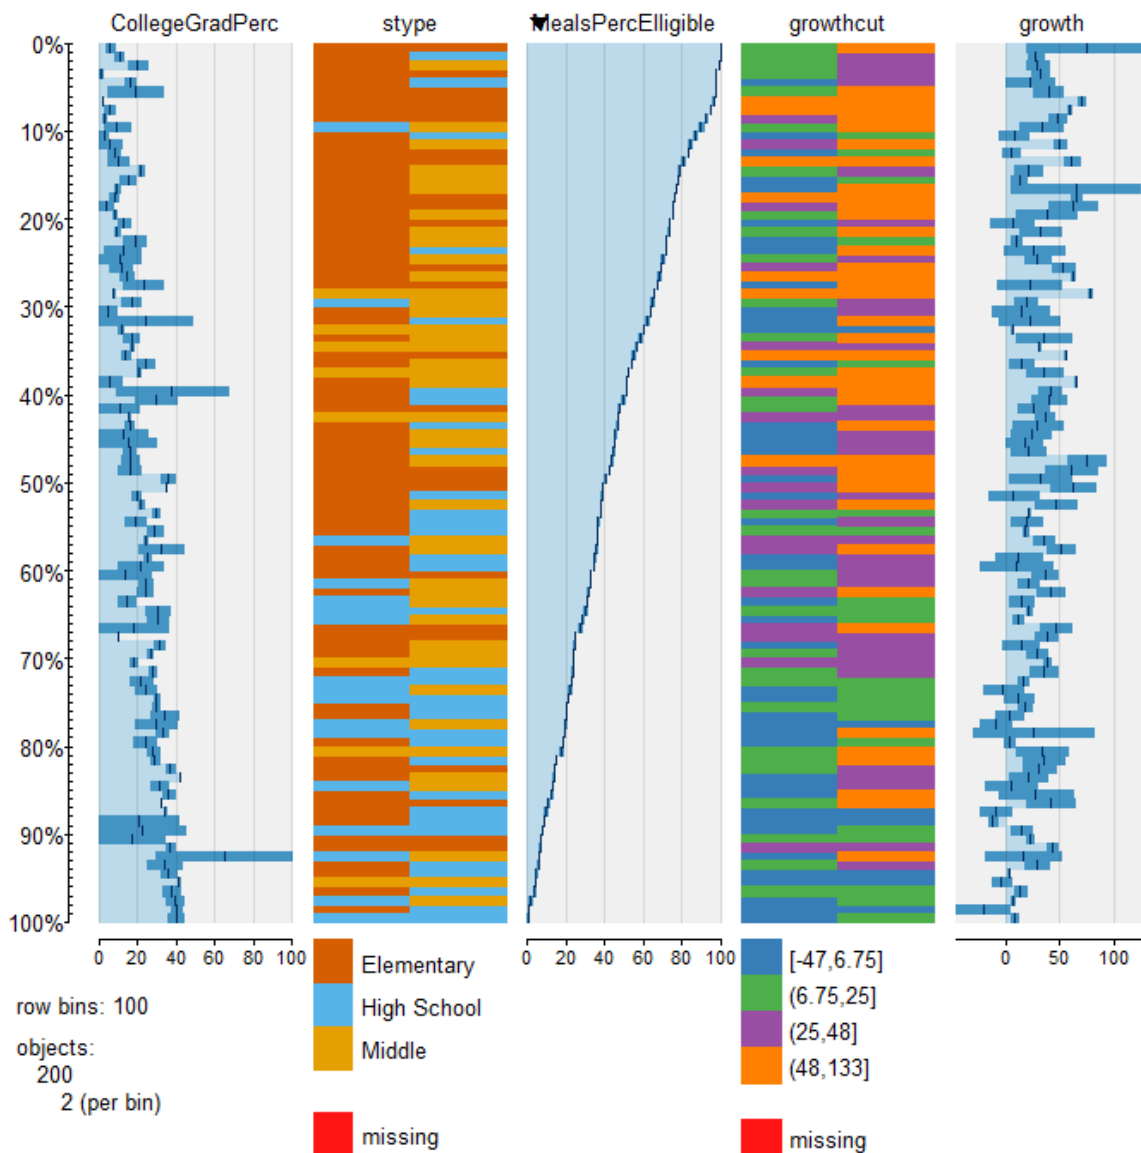 CollegeGradPerc stype MealsPercElligible growthcut growth
0%
10%
20%
30%
40%
50%
60%
70%
80%
90%
100%
0 20 40 60 80 100 0 20 40 60 80 100 0 50 100
Elementary
High School
Middle
missing
[-47,6.75]
(6.75,25]
(25,48]
(48,133]
missing
row bins: 100
objects:
200
2 (per bin)